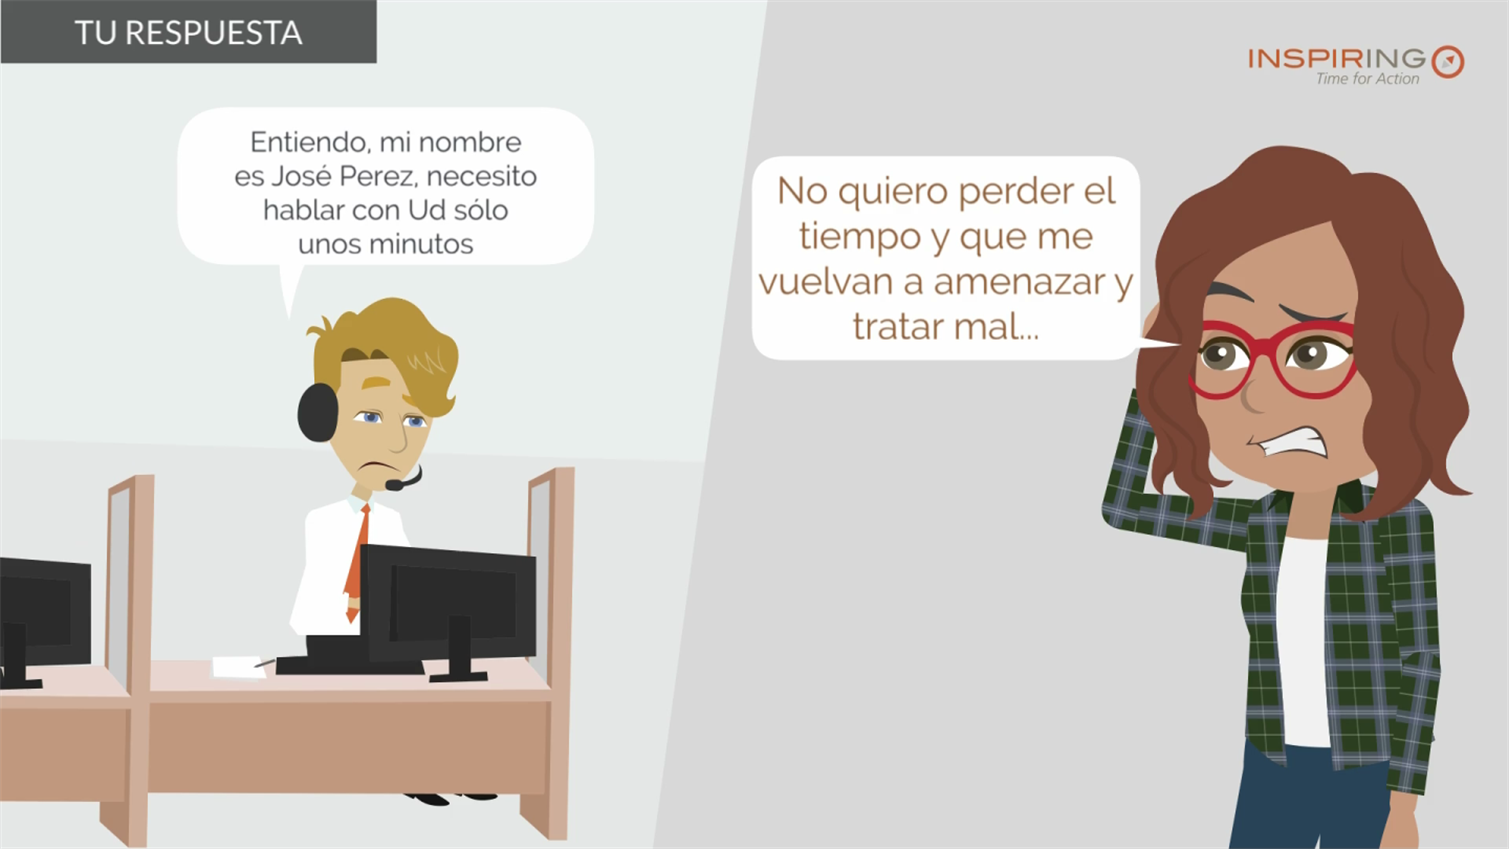 TU RESPUESTA
INSPIRING
Time for Action
Entiendo, mi nombre
es José Perez, necesito
hablar con Ud sólo
unos minutos
No quiero perder el
tiempo y que me
vuelvan a amenazar y
tratar mal...